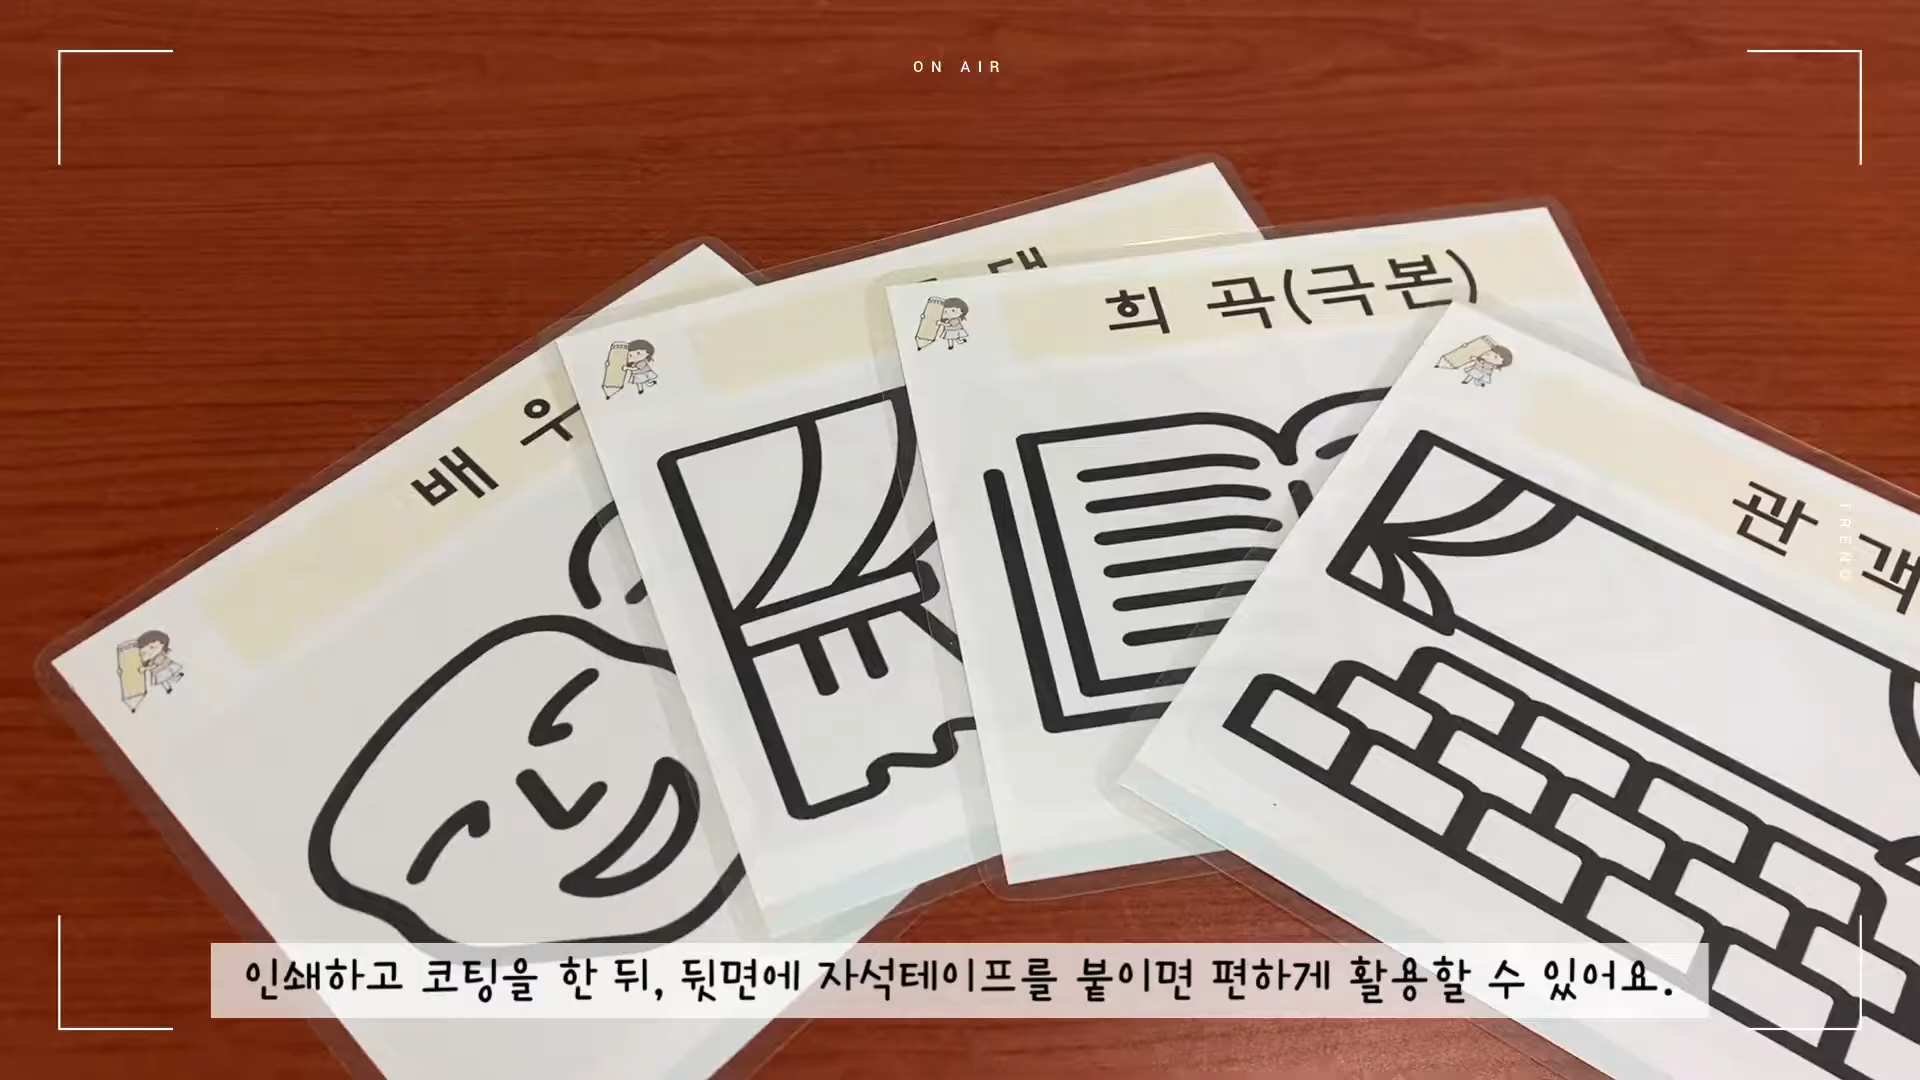 ON AIR
배 우
대
희 곡(극본)
관 객
TREND
인쇄하고 코팅을 한 뒤, 뒷면에 자석테이프를 붙이면 편하게 활용할 수 있어요.